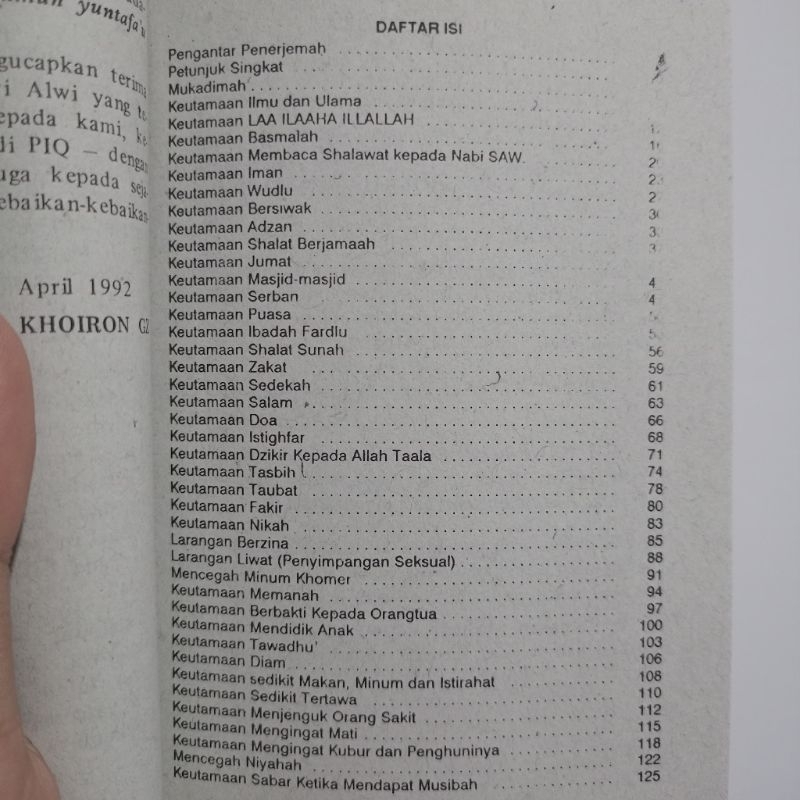 yuntafa'u
gucapkan terima
i Alwi yang
epada kami,
di PIQ — dengan
uga kepada
ebaikan-kebaikan
April 1992
KHOIRON
DAFTAR ISI
Pengantar Penerjemah
Petunjuk Singkat
Mukadimah
Keutamaan Ilmu dan Ulama
Keutamaan LAA ILAAHA ILLALLAH
Keutamaan Basmalah
Keutamaan Membaca Shalawat kepada Nabi SAW.
Keutamaan Iman
Keutamaan Wudlu
Keutamaan Bersiwak
Keutamaan Adzan
Keutamaan Shalat Berjamaah
Keutamaan Jumat
Keutamaan Masjid-masjid
Keutamaan Serban
Keutamaan Puasa
Keutamaan Ibadah Fardlu
Keutamaan Shalat Sunah 56
Keutamaan Zakat 59
Keutamaan Sedekah 61
Keutamaan Salam 63
Keutamaan Doa 66
Keutamaan Istighfar 68
Keutamaan Dzikir Kepada Allah Taala 71
Keutamaan Tasbih 74
Keutamaan Taubat 78
Keutamaan Fakir 80
Keutamaan Nikah 83
Larangan Berzina 85
Larangan Liwat (Penyimpangan Seksual) 88
Mencegah Minum Khomer 91
Keutamaan Memanah 94
Keutamaan Berbakti Kepada Orangtua 97
Keutamaan Mendidik Anak 100
Keutamaan Tawadhu' 103
Keutamaan Diam 106
Keutamaan sedikit Makan, Minum dan Istirahat 108
Keutamaan Sedikit Tertawa 110
Keutamaan Menjenguk Orang Sakit 112
Keutamaan Mengingat Mati 115
Keutamaan Mengingat Kubur dan Penghuninya 118
Mencegah Niyahah 122
Keutamaan Sabar Ketika Mendapat Musibah 125